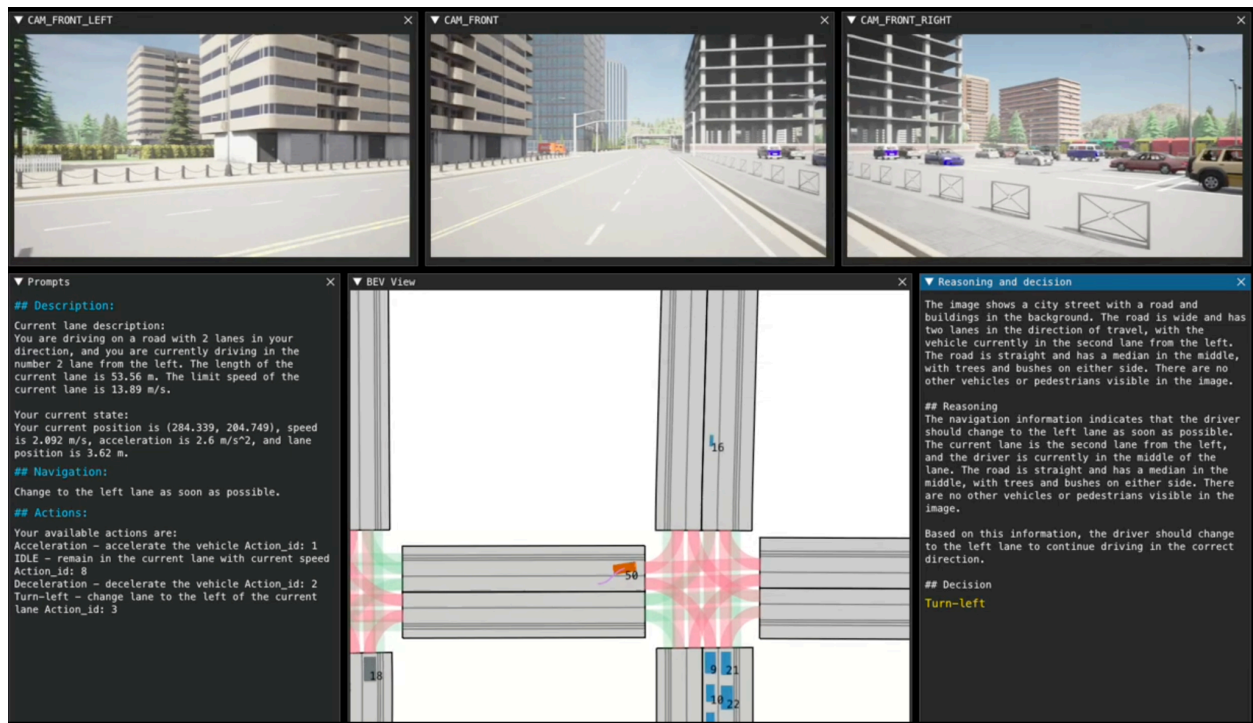 ▼ CAM_FRONT_LEFT
▼ CAM_FRONT
▼ CAM_FRONT_RIGHT
▼ Prompts
## Description:
Current lane description:
You are driving on a road with 2 lanes in your
direction, and you are currently driving in the
number 2 lane from the left. The length of the
current lane is 53.56 m. The limit speed of the
current lane is 13.89 m/s.
Your current state:
Your current position is (284.339, 204.749), speed
is 2.092 m/s, acceleration is 2.6 m/s^2, and lane
position is 3.62 m.
## Navigation:
Change to the left lane as soon as possible.
## Actions:
Your available actions are:
Acceleration – accelerate the vehicle Action_id: 1
IDLE – remain in the current lane with current speed
Action_id: 8
Deceleration – decelerate the vehicle Action_id: 2
Turn-left – change lane to the left of the current
lane Action_id: 3
▼ BEV View
16
50
18
9 21
10 22
▼ Reasoning and decision
The image shows a city street with a road and
buildings in the background. The road is wide and has
two lanes in the direction of travel, with the
vehicle currently in the second lane from the left.
The road is straight and has a median in the middle,
with trees and bushes on either side. There are no
other vehicles or pedestrians visible in the image.
## Reasoning
The navigation information indicates that the driver
should change to the left lane as soon as possible.
The current lane is the second lane from the left,
and the driver is currently in the middle of the
lane. The road is straight and has a median in the
middle, with trees and bushes on either side. There
are no other vehicles or pedestrians visible in the
image.
Based on this information, the driver should change
to the left lane to continue driving in the correct
direction.
## Decision
Turn-left